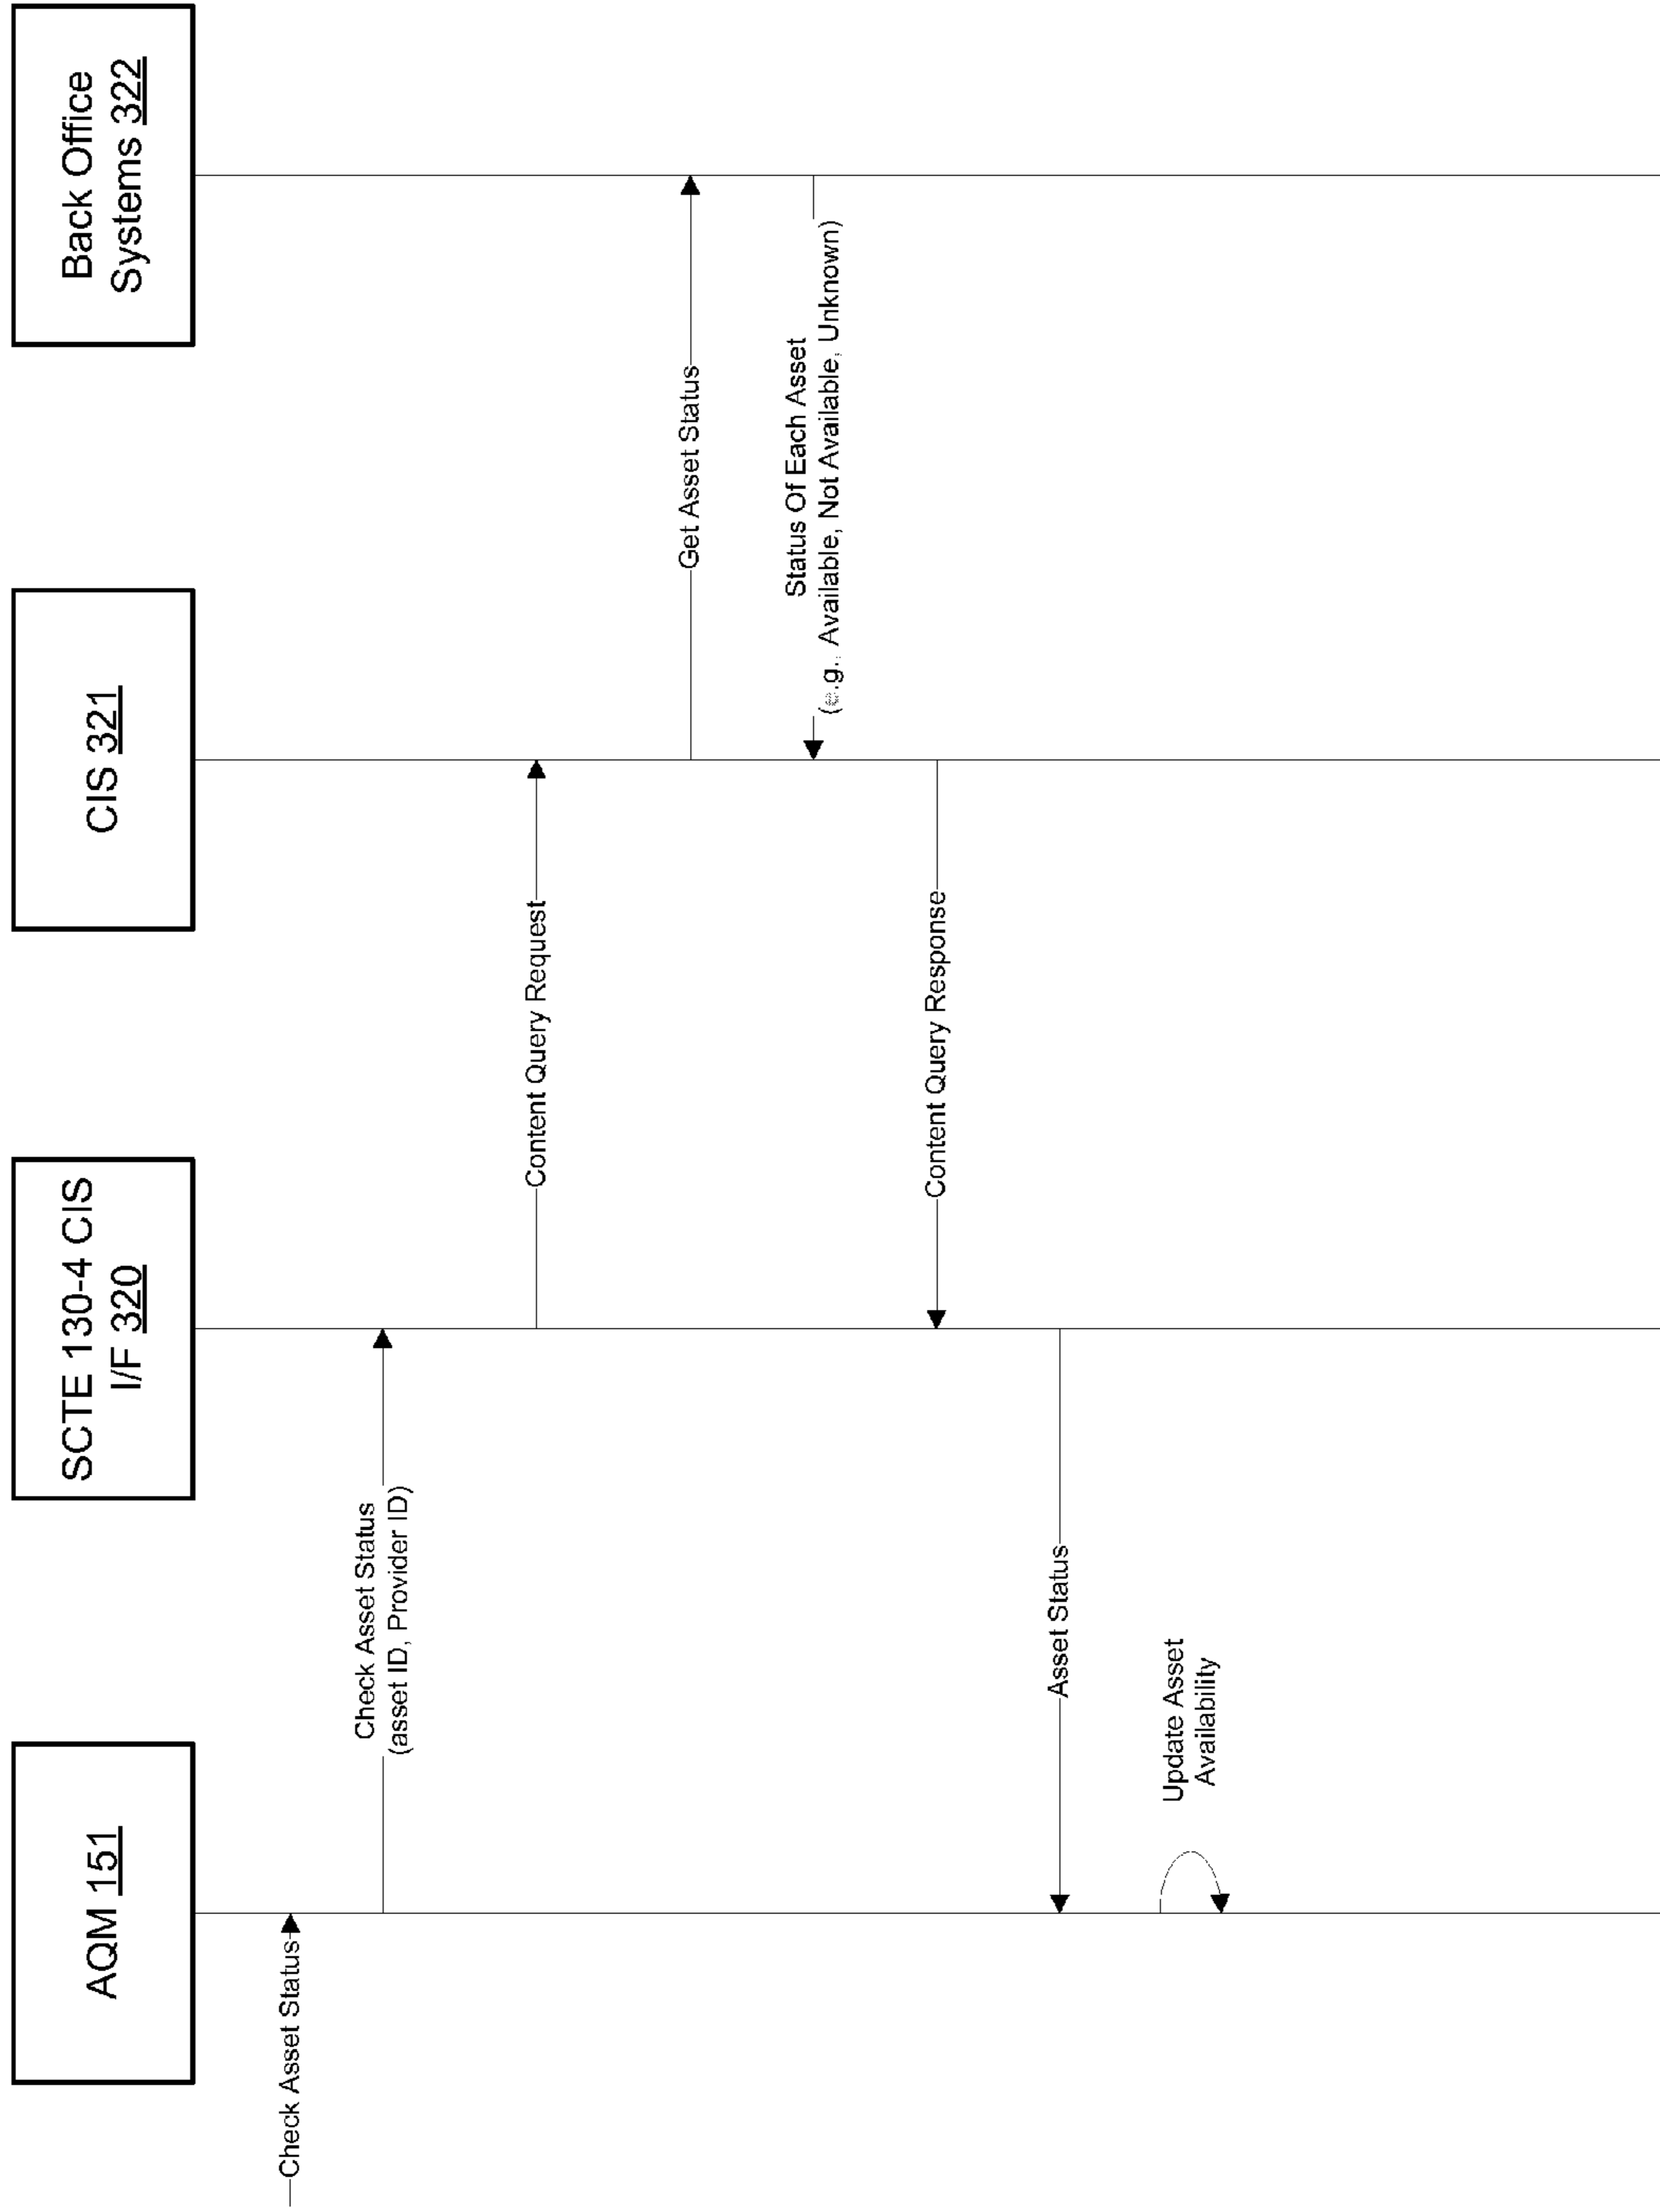 AQM 151
SCTE 130-4 CIS
I/F 320
CIS 321
Back Office
Systems 322
Check Asset Status
Check Asset Status
(asset ID, Provider ID)
Content Query Request
Get Asset Status
Status Of Each Asset
(e.g., Available, Not Available, Unknown)
Content Query Response
Asset Status
Update Asset
Availability